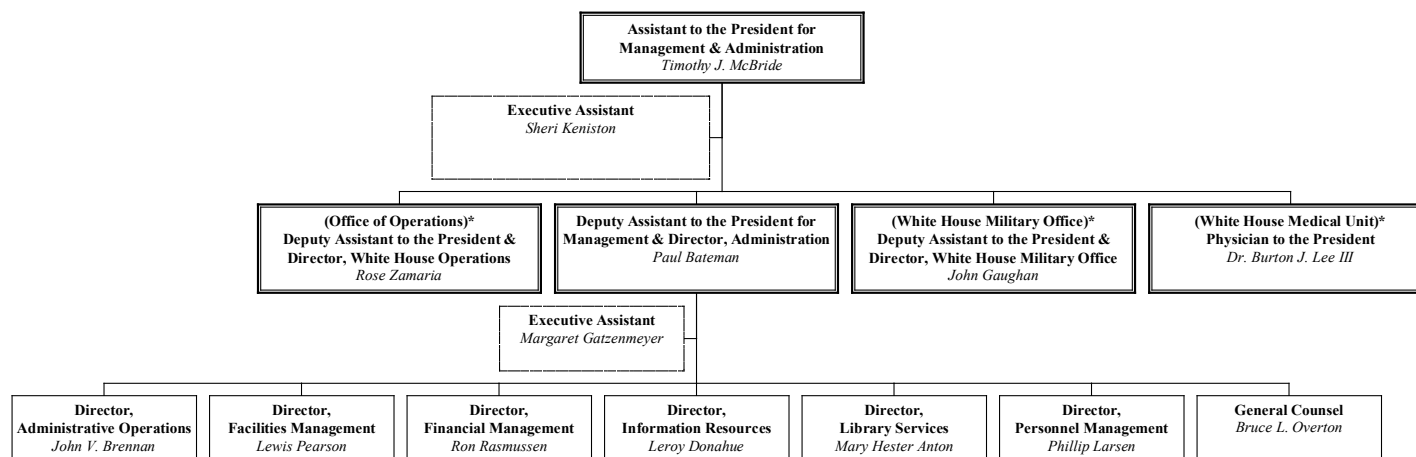 Assistant to the President for
Management & Administration
Timothy J. McBride
Executive Assistant
Sheri Keniston
(Office of Operations)*
Deputy Assistant to the President &
Director, White House Operations
Rose Zamaria
Deputy Assistant to the President for
Management & Director, Administration
Paul Bateman
(White House Military Office)*
Deputy Assistant to the President &
Director, White House Military Office
John Gaughan
(White House Medical Unit)*
Physician to the President
Dr. Burton J. Lee III
Executive Assistant
Margaret Gatzenmeyer
Director,
Administrative Operations
John V. Brennan
Director,
Facilities Management
Lewis Pearson
Director,
Financial Management
Ron Rasmussen
Director,
Information Resources
Leroy Donahue
Director,
Library Services
Mary Hester Anton
Director,
Personnel Management
Phillip Larsen
General Counsel
Bruce L. Overton